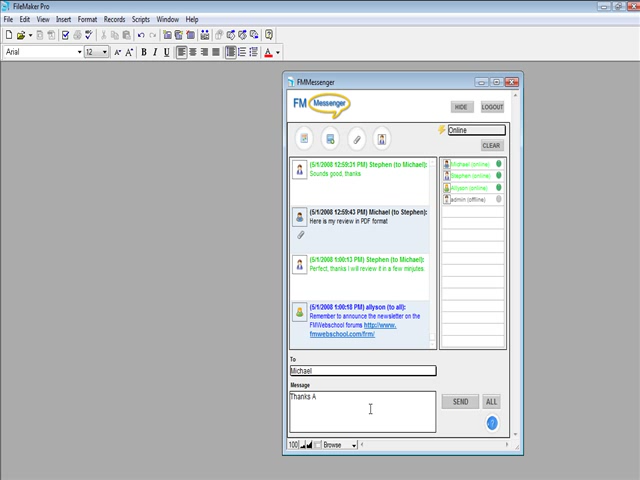 FileMaker Pro
File Edit View Insert Format Records Scripts Window Help
Arial 12 A A B I U A
FMMessenger
FM Messenger HIDE LOGOUT
Online
CLEAR
(5/1/2008 12:59:31 PM) Stephen (to Michael):
Sounds good, thanks
(5/1/2008 12:59:43 PM) Michael (to Stephen):
Here is my review in PDF format
(5/1/2008 1:00:13 PM) Stephen (to Michael):
Perfect, thanks I will review it in a few minutes
(5/1/2008 1:00:18 PM) allyson (to all):
Remember to announce the newsletter on the
FMWebschool forums http://www.
fmwebschool.com/frm/
Michael (online)
Stephen (online)
Allyson (online)
admin (offline)
To
Michael
Message
Thanks A
SEND ALL
100 Browse